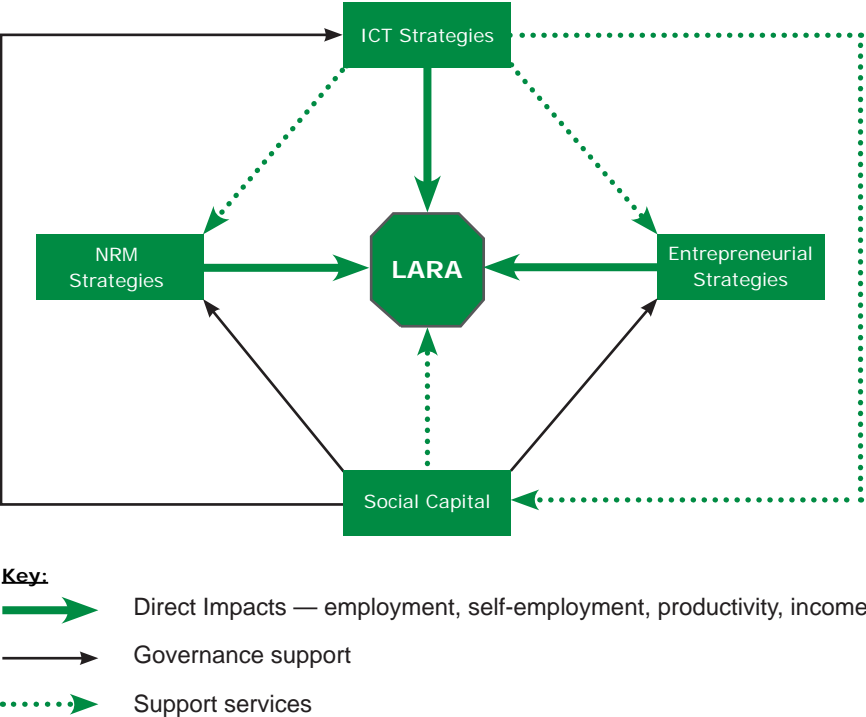 ICT Strategies
NRM
Strategies
LARA
Entrepreneurial
Strategies
Social Capital
Key:
Direct Impacts — employment, self-employment, productivity, income
Governance support
Support services